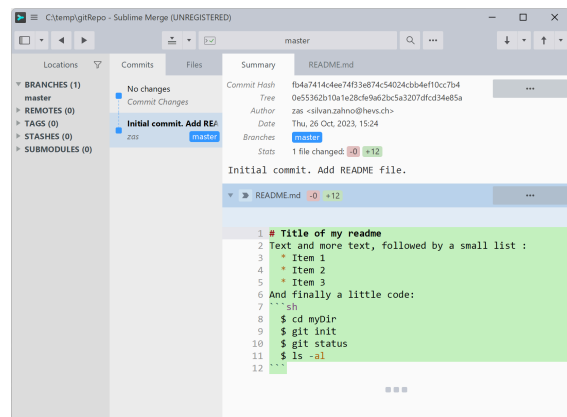 C:\temp\gitRepo - Sublime Merge (UNREGISTERED)
master
Locations
Commits
Files
Summary
README.md
BRANCHES (1)
master
REMOTES (0)
TAGS (0)
STASHES (0)
SUBMODULES (0)
No changes
Commit Changes
Initial commit. Add REA
zas master
Commit Hash fb4a7414c4ee74f33e874c54024cbb4ef10cc7b4
Tree 0e55362b10a1e28cfe9a62bc5a3207dfcd34e85a
Author zas <silvan.zahno@hevs.ch>
Date Thu, 26 Oct, 2023, 15:24
Branches master
Stats 1 file changed: -0 +12
Initial commit. Add README file.
README.md -0 +12
1 # Title of my readme
2 Text and more text, followed by a small list :
3 * Item 1
4 * Item 2
5 * Item 3
6 And finally a little code:
7 ```sh
8 $ cd myDir
9 $ git init
10 $ git status
11 $ ls -al
12 ```